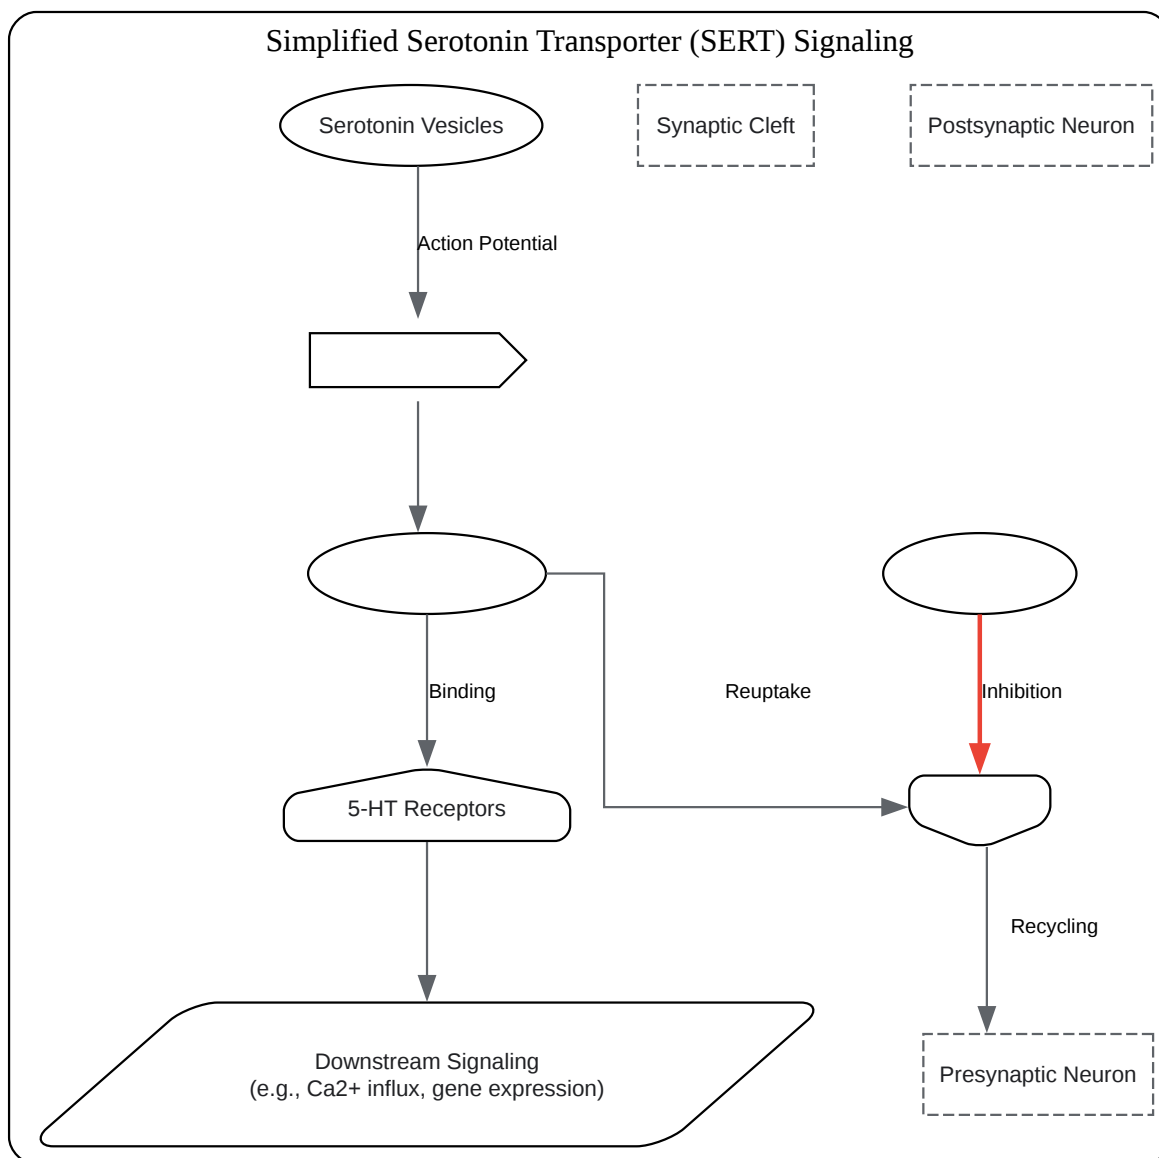 Simplified Serotonin Transporter (SERT) Signaling
Serotonin Vesicles
Synaptic Cleft
Postsynaptic Neuron
Action Potential
Binding
Reuptake
Inhibition
5-HT Receptors
Recycling
Downstream Signaling
(e.g., Ca2+ influx, gene expression)
Presynaptic Neuron